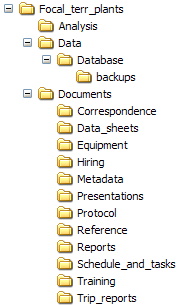 Focal_terr_plants
Analysis
Data
Database
backups
Documents
Correspondence
Data_sheets
Equipment
Hiring
Metadata
Presentations
Protocol
Reference
Reports
Schedule_and_tasks
Training
Trip_reports